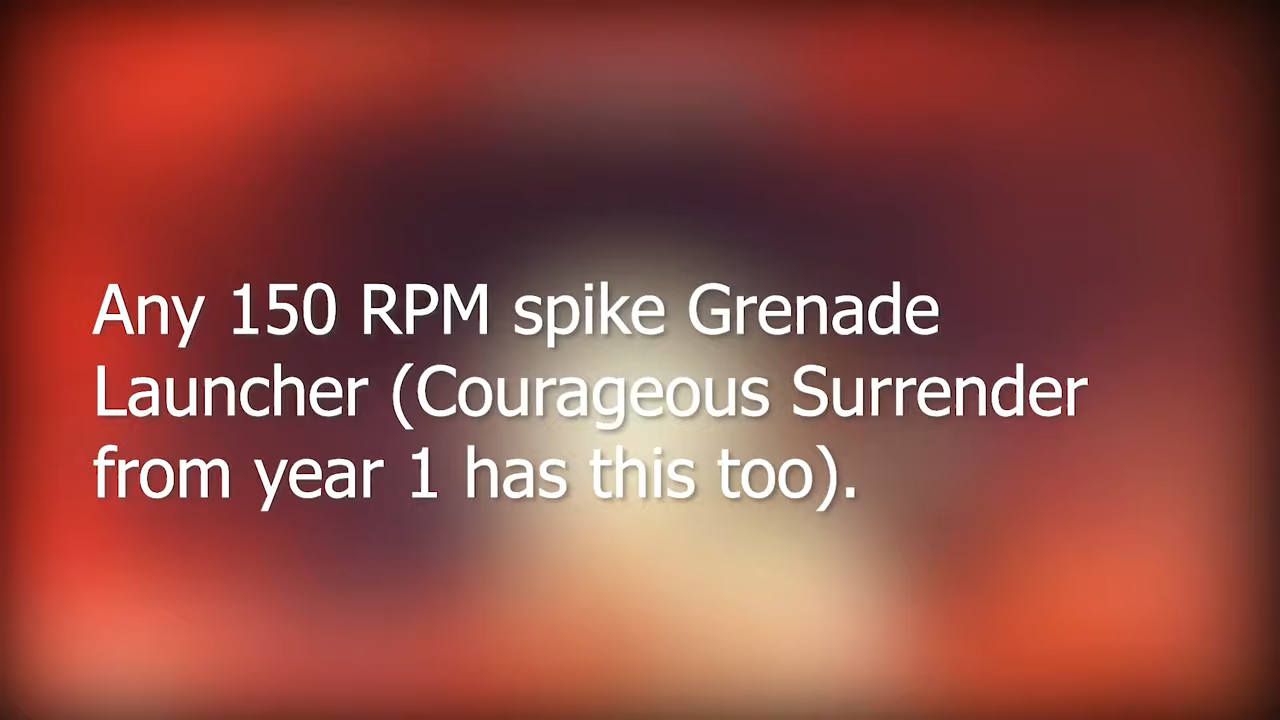 Any 150 RPM spike Grenade
Launcher (Courageous Surrender
from year 1 has this too).